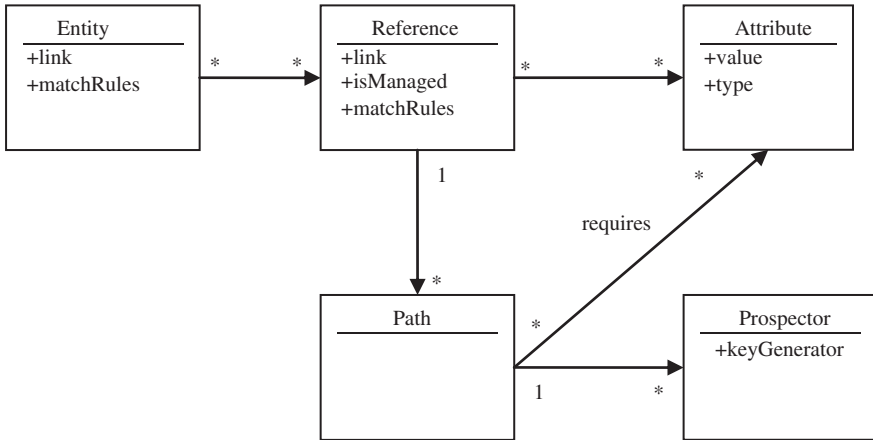 Entity
+link
+matchRules
Reference
+link
+isManaged
+matchRules
Attribute
+value
+type
* *
* *
1
*
*
requires
*
Path
Prospector
+keyGenerator
1 *